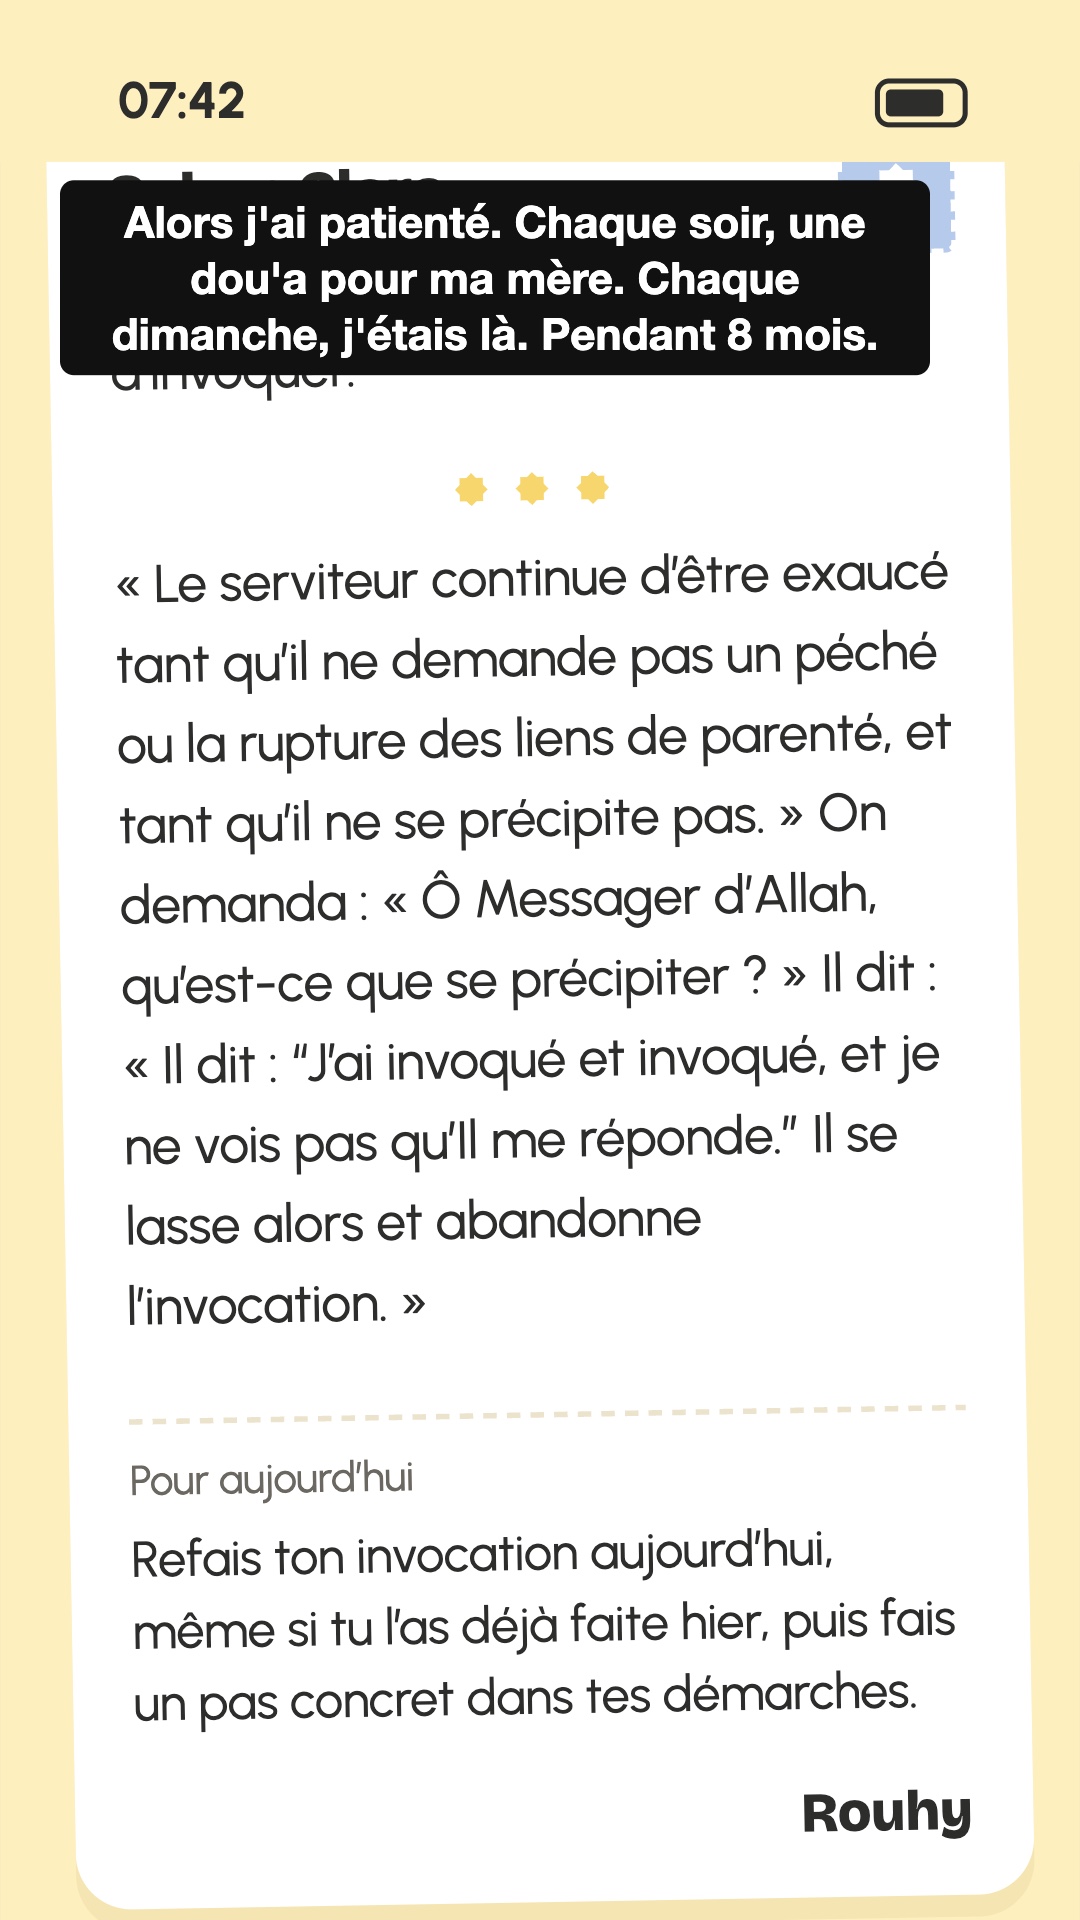 07:42
Alors j'ai patienté. Chaque soir, une
dou'a pour ma mère. Chaque
dimanche, j'étais là. Pendant 8 mois.
d'invoquer.
« Le serviteur continue d'être exaucé
tant qu'il ne demande pas un péché
ou la rupture des liens de parenté, et
tant qu'il ne se précipite pas. » On
demanda : « Ô Messager d'Allah,
qu'est-ce que se précipiter ? » Il dit :
« Il dit : "J'ai invoqué et invoqué, et je
ne vois pas qu'Il me réponde." Il se
lasse alors et abandonne
l'invocation. »
Pour aujourd'hui
Refais ton invocation aujourd'hui,
même si tu l'as déjà faite hier, puis fais
un pas concret dans tes démarches.
Rouhy